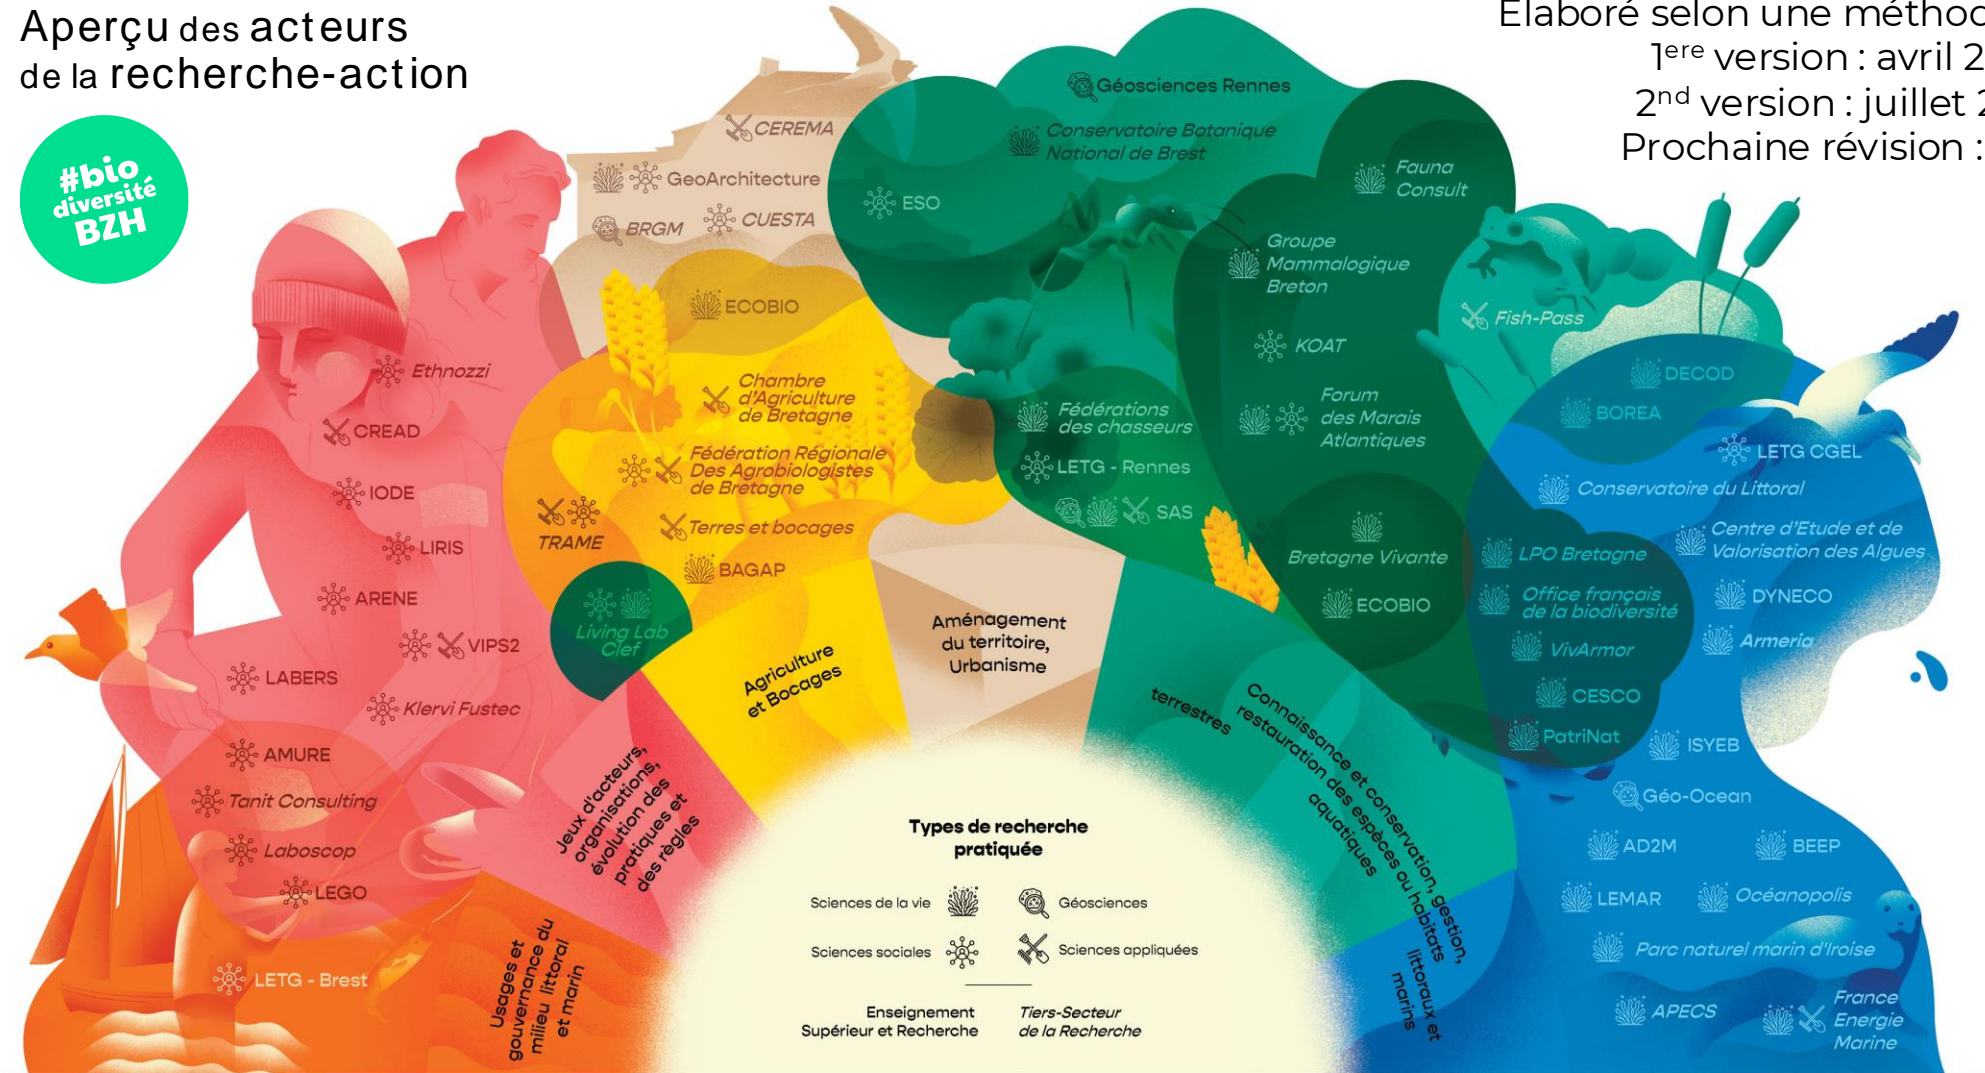 Aperçu des acteurs
de la recherche-action
#bio
diversité
BZH
Elaboré selon une méthod
1ere version : avril 2
2nd version : juillet 2
Prochaine révision :
CEREMA
GeoArchitecture
BRGM
CUESTA
ECOBIO
Géosciences Rennes
Conservatoire Botanique
National de Brest
ESO
Fauna
Consult
Groupe
Mammalogique
Breton
KOAT
Forum
des Marais
Atlantiques
Fish-Pass
Ethnozzi
CREAD
IODE
LIRIS
ARENE
VIPS2
LABERS
Klervi Fustec
AMURE
Tanit Consulting
Laboscop
LEGO
LETG - Brest
Chambre
d'Agriculture
de Bretagne
Fédération Régionale
Des Agrobiologistes
de Bretagne
TRAME
Terres et bocages
BAGAP
Living Lab
Clef
Fédérations
des chasseurs
LETG - Rennes
SAS
Bretagne Vivante
ECOBIO
DECOD
BOREA
LETG CGEL
Conservatoire du Littoral
Centre d'Etude et de
Valorisation des Algues
LPO Bretagne
Office français
de la biodiversité
VivArmor
CESCO
PatriNat
DYNECO
Armeria
ISYEB
Géo-Ocean
AD2M
BEEP
LEMAR
Océanopolis
Parc naturel marin d'Iroise
APECS
France
Energie
Marine
Usages et
gouvernance du
milieu littoral
et marin
Jeux d'acteurs,
organisations,
évolution des
pratiques et
des règles
Agriculture
et Bocages
Aménagement
du territoire,
Urbanisme
Connaissance et conservation, gestion,
restauration des espèces ou habitats
terrestres
aquatiques
littoraux et
marins
Types de recherche
pratiquée
Sciences de la vie
Géosciences
Sciences sociales
Sciences appliquées
Enseignement
Supérieur et Recherche
Tiers-Secteur
de la Recherche